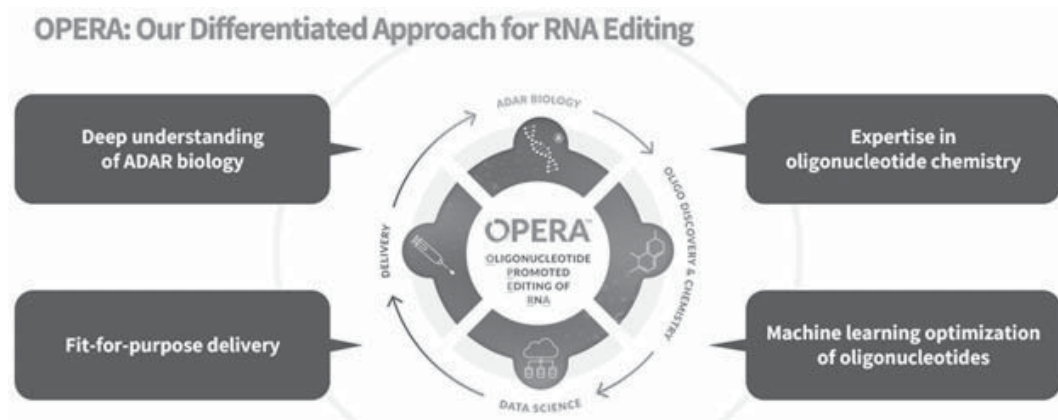 OPERA: Our Differentiated Approach for RNA Editing
Deep understanding
of ADAR biology
Expertise in
oligonucleotide chemistry
ADAR BIOLOGY
OLIGO DISCOVERY & CHEMISTRY
DATA SCIENCE
DELIVERY
OPERA™
OLIGONUCLEOTIDE
PROMOTED
EDITING OF
RNA
Fit-for-purpose delivery
Machine learning optimization
of oligonucleotides